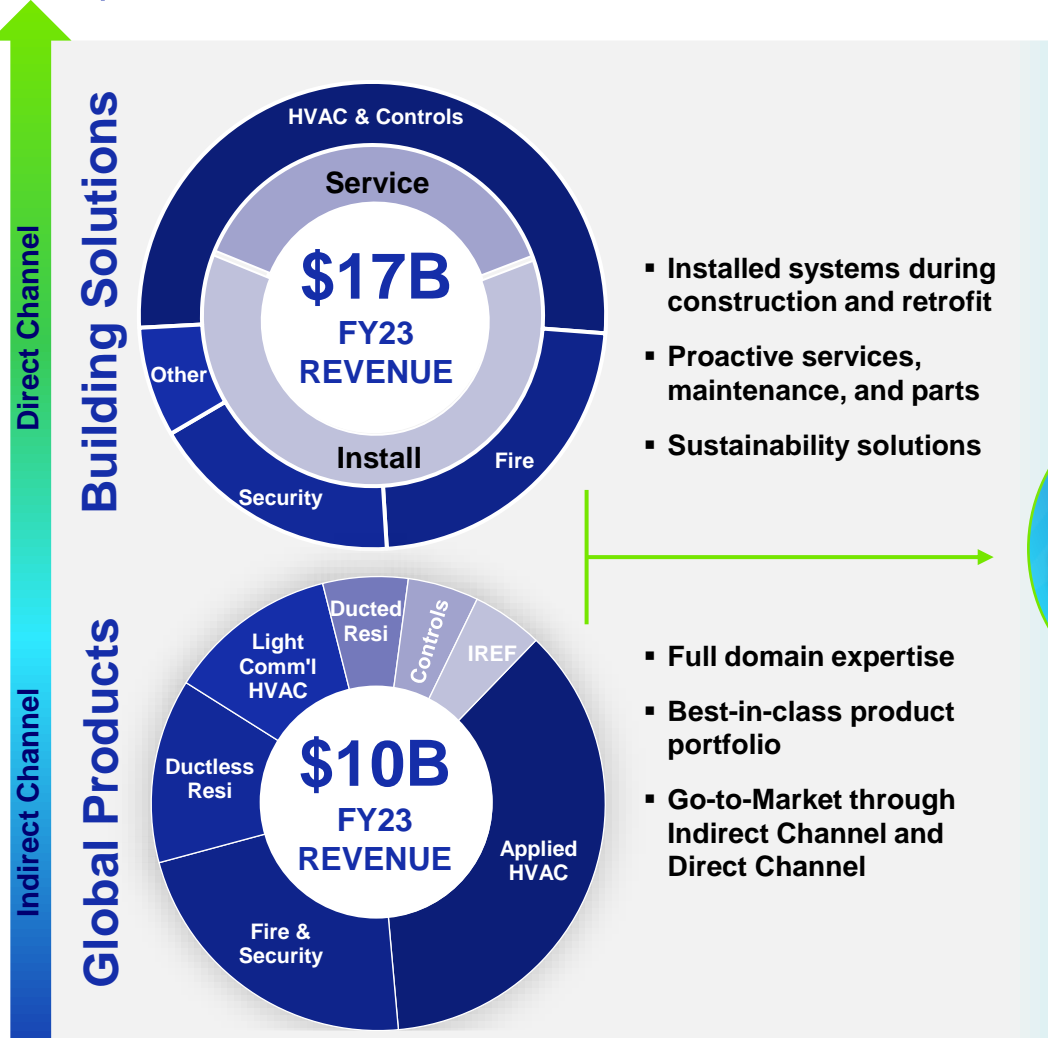 Direct Channel
Building Solutions
HVAC & Controls
Service
$17B
FY23
REVENUE
Other
Install
Fire
Security
▪ Installed systems during
construction and retrofit
▪ Proactive services,
maintenance, and parts
▪ Sustainability solutions
Indirect Channel
Global Products
Ducted
Resi
Controls
IREF
Light
Comm'l
HVAC
Ductless
Resi
$10B
FY23
REVENUE
Applied
HVAC
Fire &
Security
▪ Full domain expertise
▪ Best-in-class product
portfolio
▪ Go-to-Market through
Indirect Channel and
Direct Channel